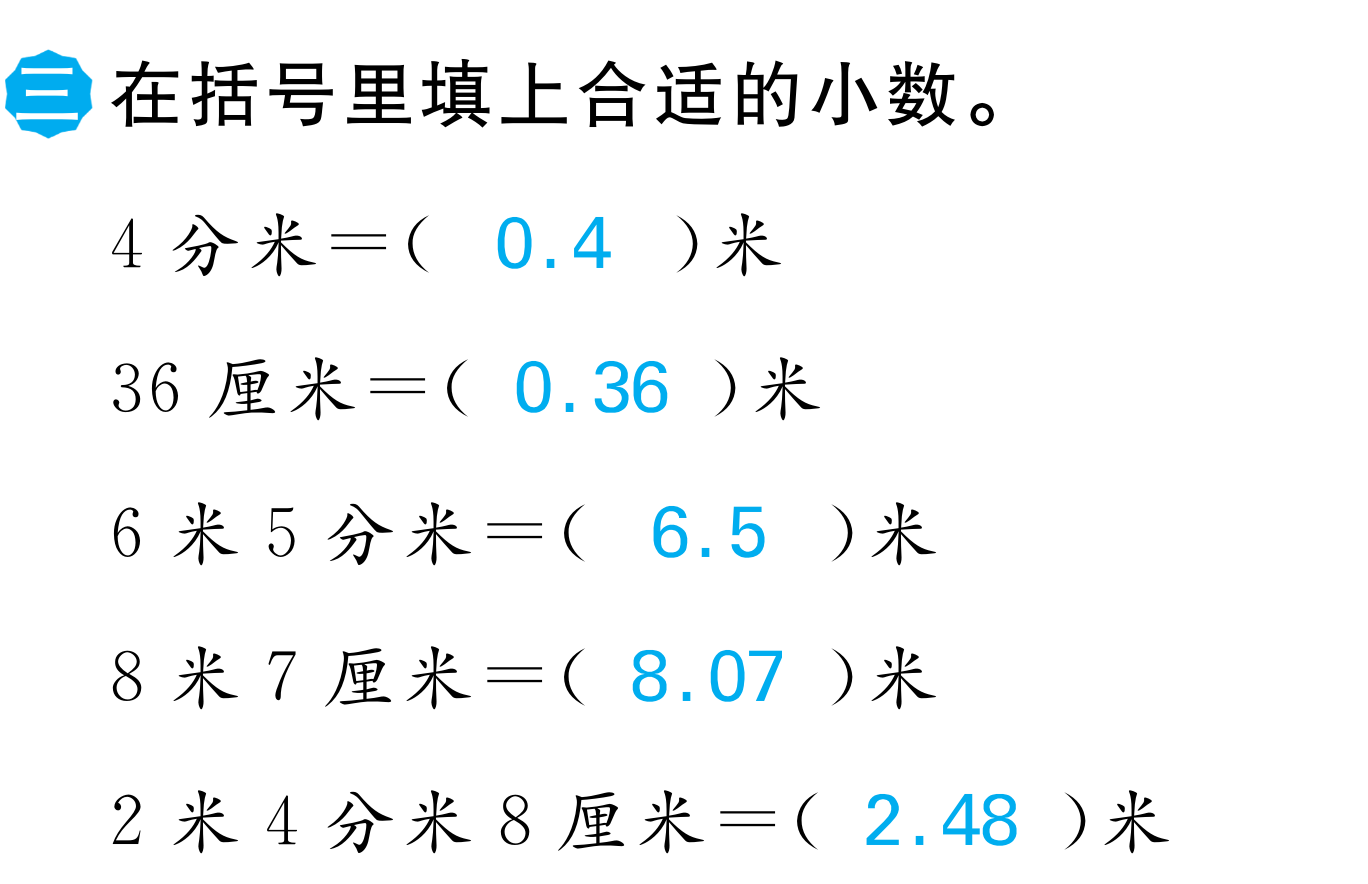 三 在括号里填上合适的小数。
4 分米=( 0.4 )米
36 厘米=( 0.36 )米
6 米 5 分米=( 6.5 )米
8 米 7 厘米=( 8.07 )米
2 米 4 分米 8 厘米=( 2.48 )米